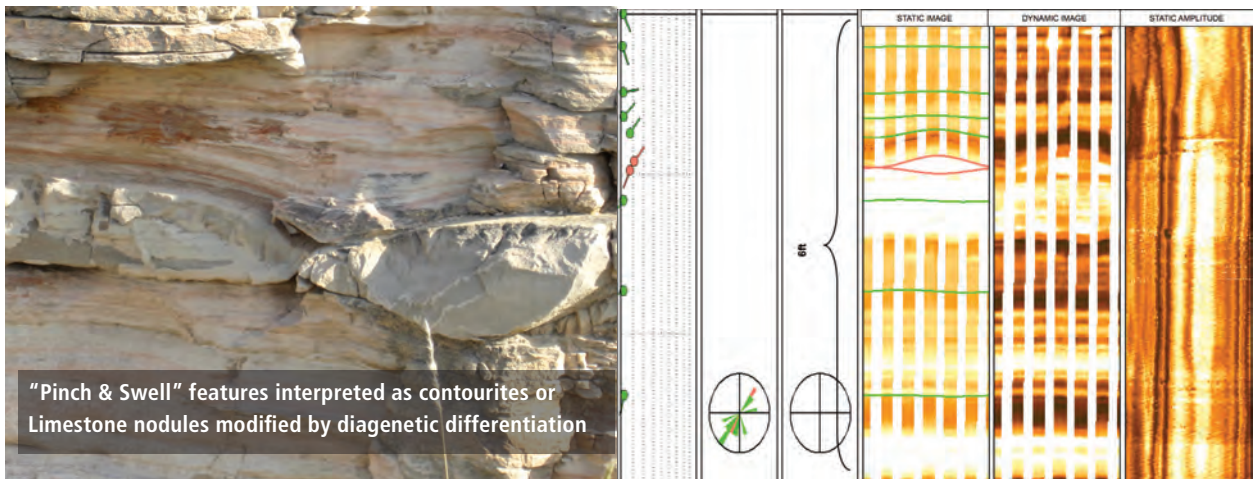 "Pinch & Swell" features interpreted as contourites or
Limestone nodules modified by diagenetic differentiation
6ft
STATIC IMAGE
DYNAMIC IMAGE
STATIC AMPLITUDE